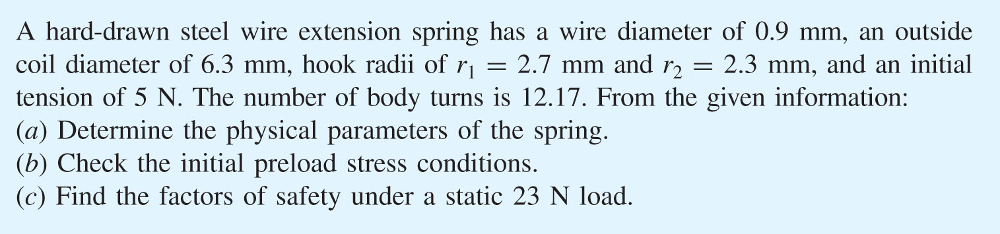 A hard-drawn steel wire extension spring has a wire diameter of 0.9 mm, an outside
coil diameter of 6.3 mm, hook radii of r₁ = 2.7 mm and r₂ = 2.3 mm, and an initial
tension of 5 N. The number of body turns is 12.17. From the given information:
(a) Determine the physical parameters of the spring.
(b) Check the initial preload stress conditions.
(c) Find the factors of safety under a static 23 N load.